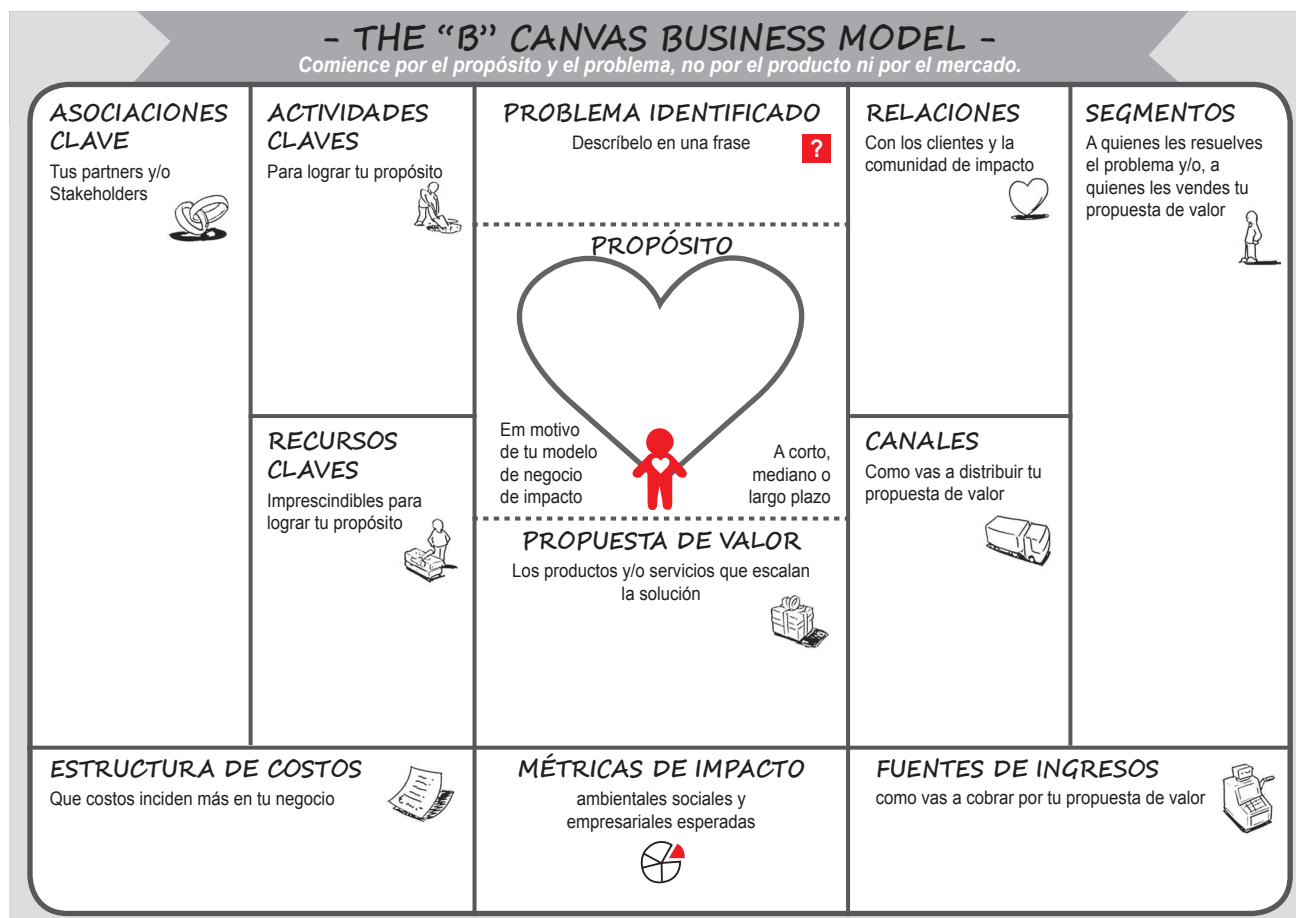 - THE “B” CANVAS BUSINESS MODEL -
Comience por el propósito y el problema, no por el producto ni por el mercado.
ASOCIACIONES
CLAVE
Tus partners y/o
Stakeholders
ACTIVIDADES
CLAVES
Para lograr tu propósito
RECURSOS
CLAVES
Imprescindibles para
lograr tu propósito
PROBLEMA IDENTIFICADO
Descríbelo en una frase
?
PROPÓSITO
Em motivo
de tu modelo
de negocio
de impacto
A corto,
mediano o
largo plazo
PROPUESTA DE VALOR
Los productos y/o servicios que escalan
la solución
RELACIONES
Con los clientes y la
comunidad de impacto
CANALES
Como vas a distribuir tu
propuesta de valor
SEGMENTOS
A quienes les resuelves
el problema y/o, a
quienes les vendes tu
propuesta de valor
ESTRUCTURA DE COSTOS
Que costos inciden más en tu negocio
MÉTRICAS DE IMPACTO
ambientales sociales y
empresariales esperadas
FUENTES DE INGRESOS
como vas a cobrar por tu propuesta de valor